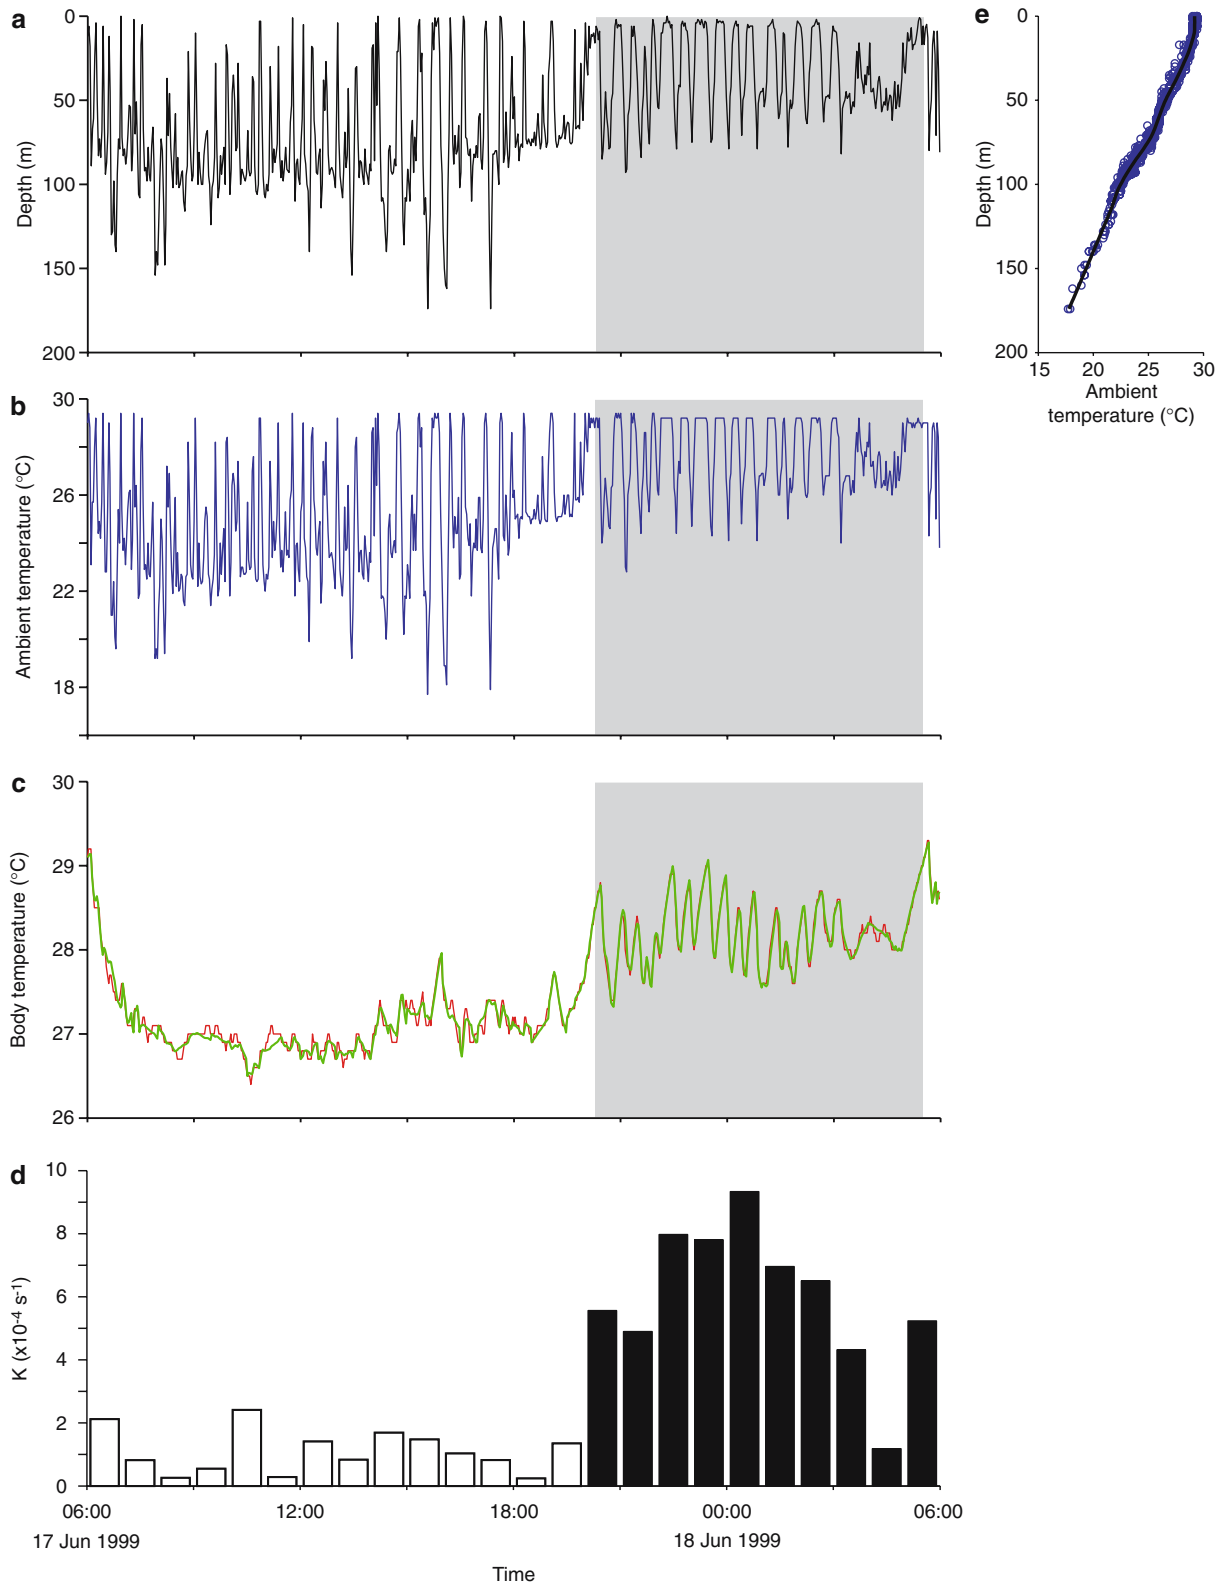 a
0
50
100
150
200
Depth (m)
e
0
50
100
150
200
Depth (m)
15
20
25
30
Ambient
temperature (°C)
b
30
26
22
18
Ambient temperature (°C)
c
30
29
28
27
26
Body temperature (°C)
d
10
8
6
4
2
0
K (x10-4 s-1)
06:00
12:00
18:00
00:00
06:00
17 Jun 1999
18 Jun 1999
Time